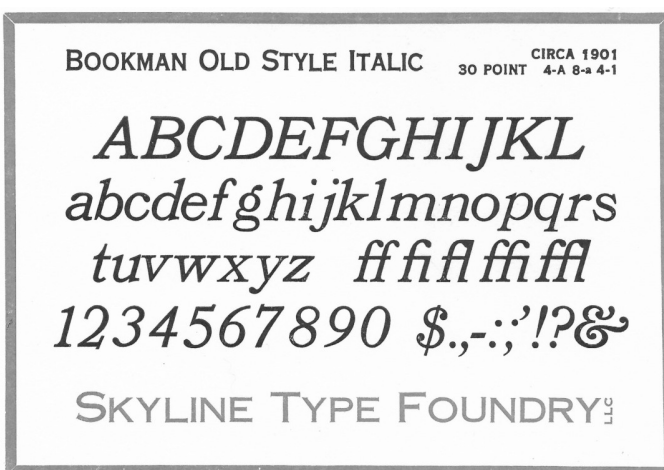 BOOKMAN OLD STYLE ITALIC
CIRCA 1901
30 POINT 4-A 8-a 4-1
ABCDEFGHIJKL
abcdefghijklmnopqrs
tuvwxyz ff fi fl ffi ffl
1234567890 $.,-:;'!?&
SKYLINE TYPE FOUNDRY LLC